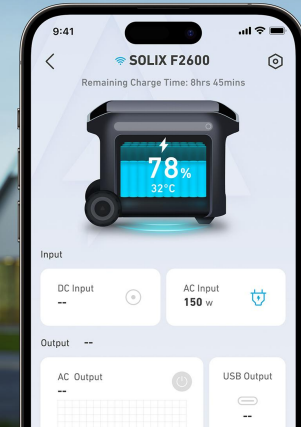 9:41
SOLIX F2600
Remaining Charge Time: 8hrs 45mins
78%
32°C
Input
DC Input
--
AC Input
150 w
Output --
AC Output
--
USB Output
--